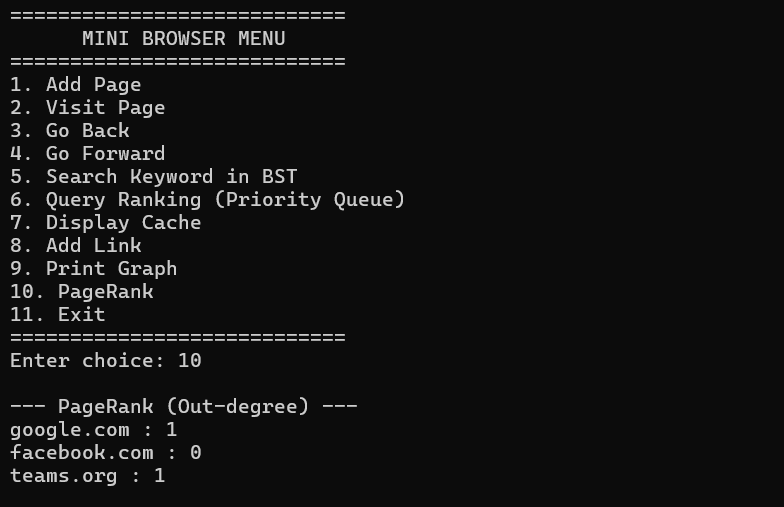 ============================
MINI BROWSER MENU
============================
1. Add Page
2. Visit Page
3. Go Back
4. Go Forward
5. Search Keyword in BST
6. Query Ranking (Priority Queue)
7. Display Cache
8. Add Link
9. Print Graph
10. PageRank
11. Exit
============================
Enter choice: 10

--- PageRank (Out-degree) ---
google.com : 1
facebook.com : 0
teams.org : 1